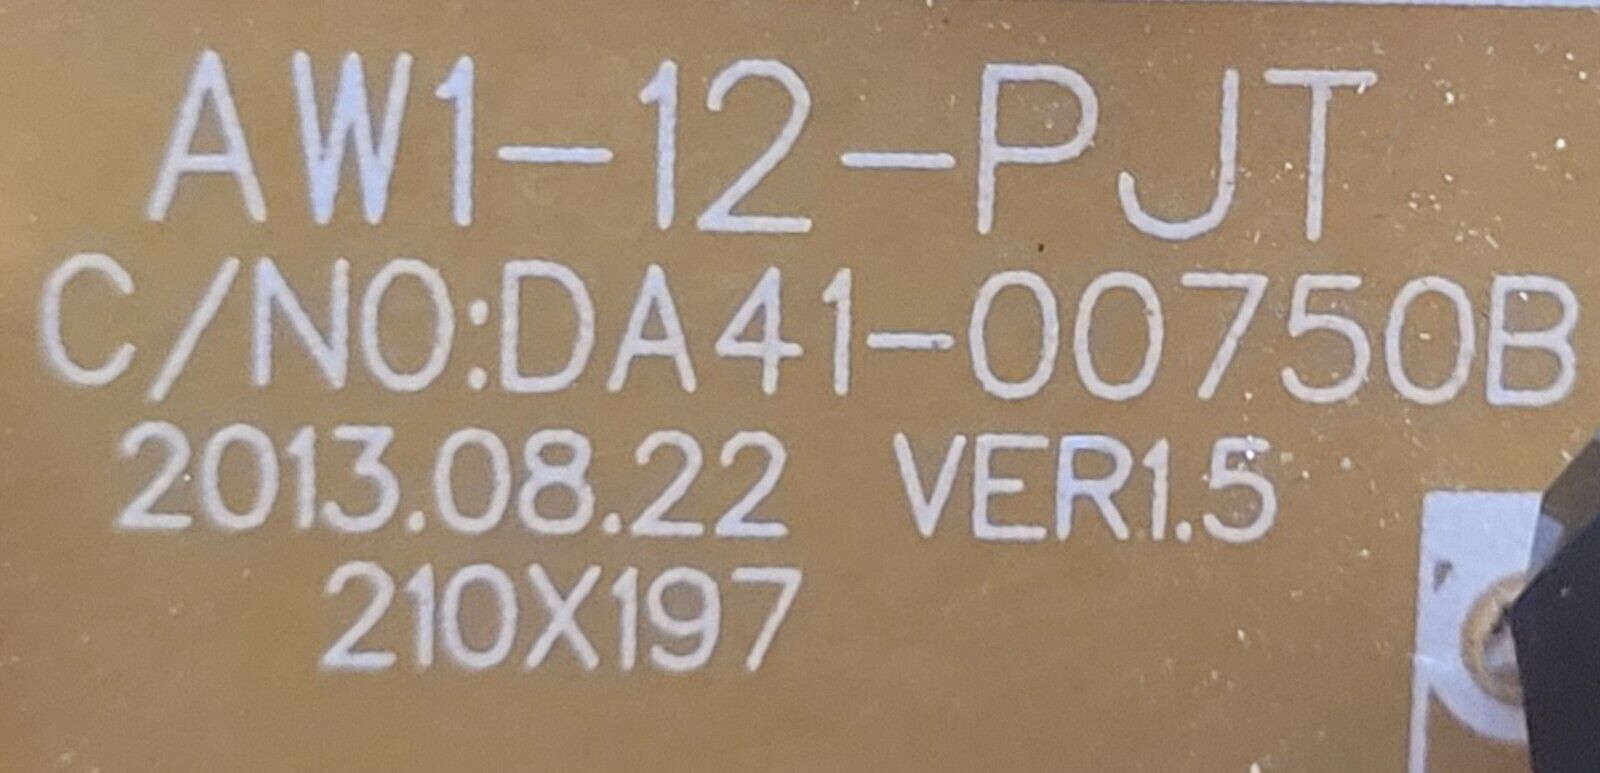 AW1-12-PJT
C/NO:DA41-00750B
2013.08.22 VER1.5
210X197